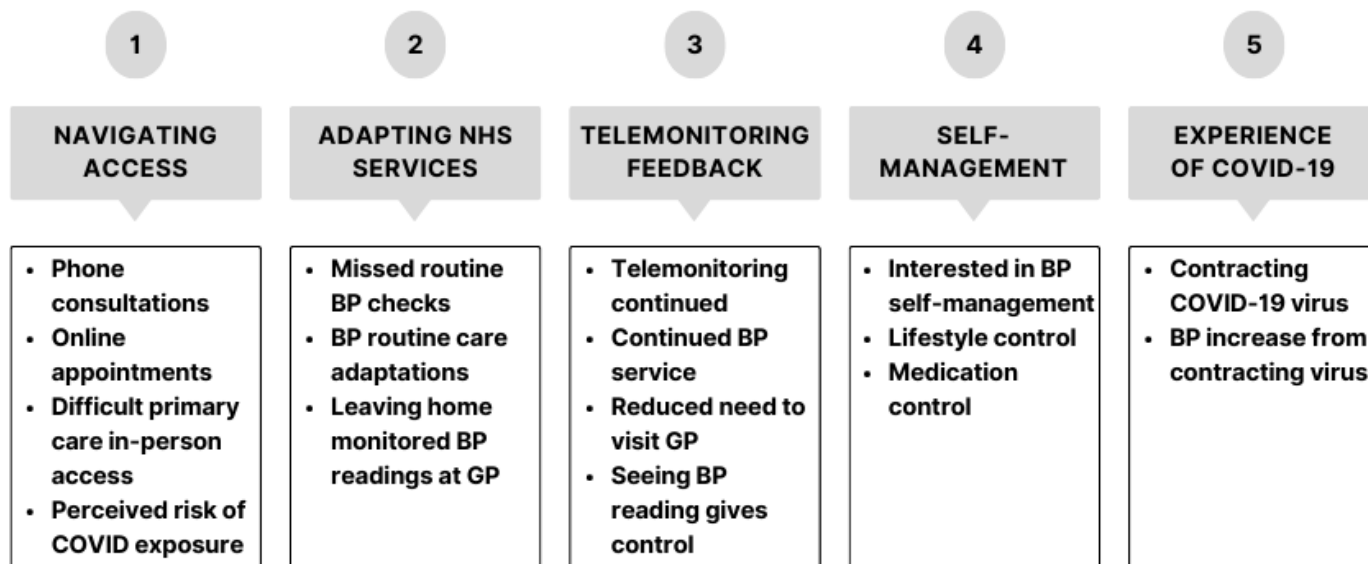 1
NAVIGATING
ACCESS
• Phone
consultations
• Online
appointments
• Difficult primary
care in-person
access
• Perceived risk of
COVID exposure
2
ADAPTING NHS
SERVICES
• Missed routine
BP checks
• BP routine care
adaptations
• Leaving home
monitored BP
readings at GP
3
TELEMONITORING
FEEDBACK
• Telemonitoring
continued
• Continued BP
service
• Reduced need to
visit GP
• Seeing BP
reading gives
control
4
SELF-
MANAGEMENT
• Interested in BP
self-management
• Lifestyle control
• Medication
control
5
EXPERIENCE
OF COVID-19
• Contracting
COVID-19 virus
• BP increase from
contracting virus